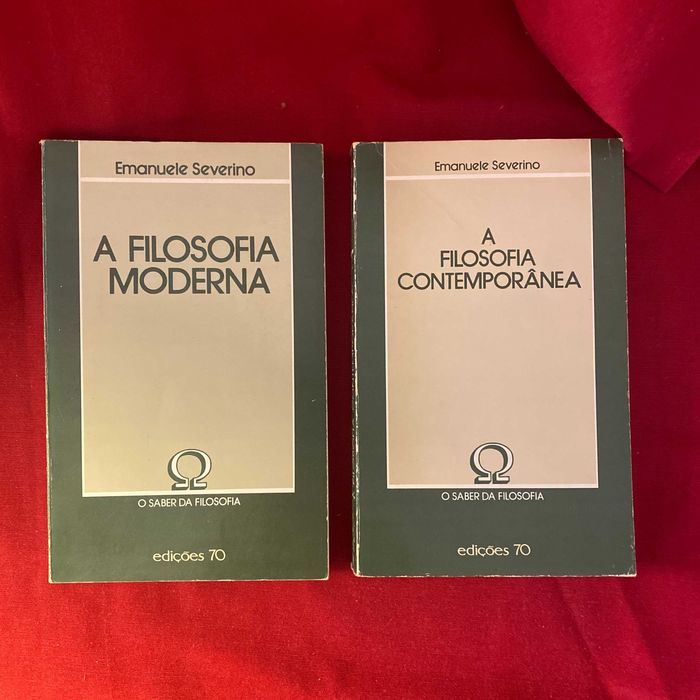 Emanuele Severino
A FILOSOFIA
MODERNA
Ω
O SABER DA FILOSOFIA
edições 70
Emanuele Severino
A
FILOSOFIA
CONTEMPORÂNEA
Ω
O SABER DA FILOSOFIA
edições 70